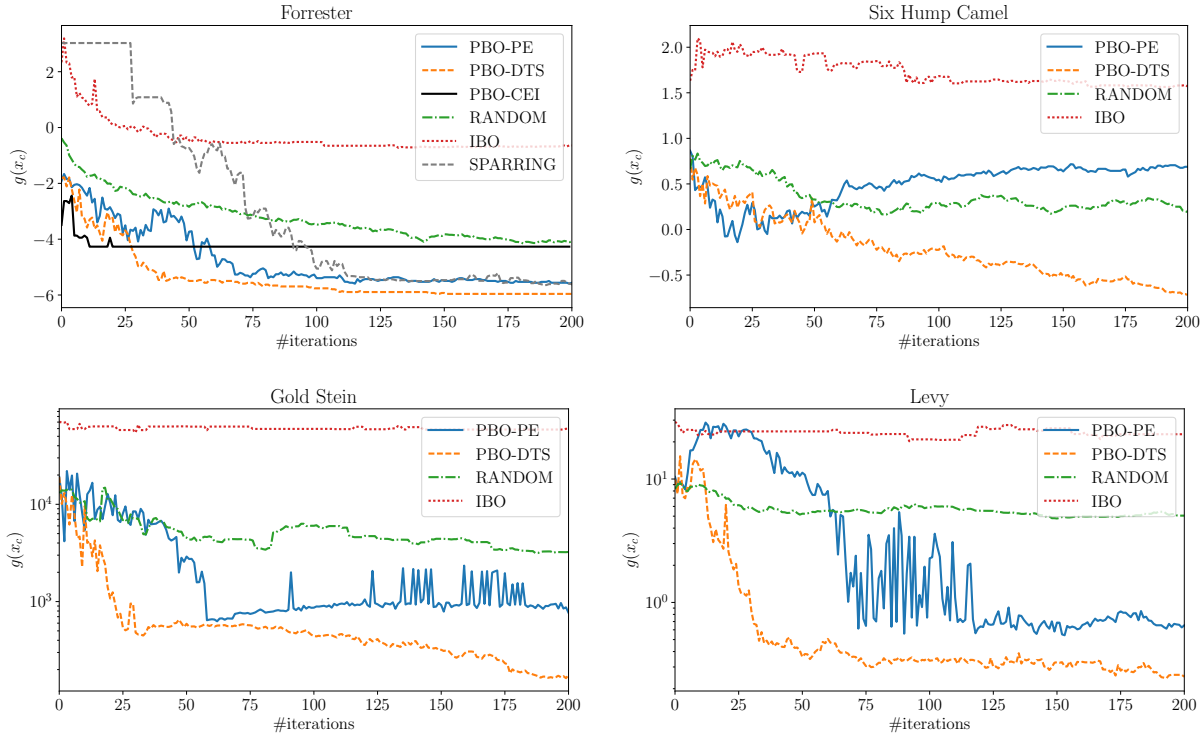 Forrester
g(x_c)
2
0
−2
−4
−6
0 25 50 75 100 125 150 175 200
#iterations
PBO-PE
PBO-DTS
PBO-CEI
RANDOM
IBO
SPARRING
Six Hump Camel
g(x_c)
2.0
1.5
1.0
0.5
0.0
−0.5
0 25 50 75 100 125 150 175 200
#iterations
PBO-PE
PBO-DTS
RANDOM
IBO
Gold Stein
g(x_c)
10^4
10^3
0 25 50 75 100 125 150 175 200
#iterations
PBO-PE
PBO-DTS
RANDOM
IBO
Levy
g(x_c)
10^1
10^0
0 25 50 75 100 125 150 175 200
#iterations
PBO-PE
PBO-DTS
RANDOM
IBO